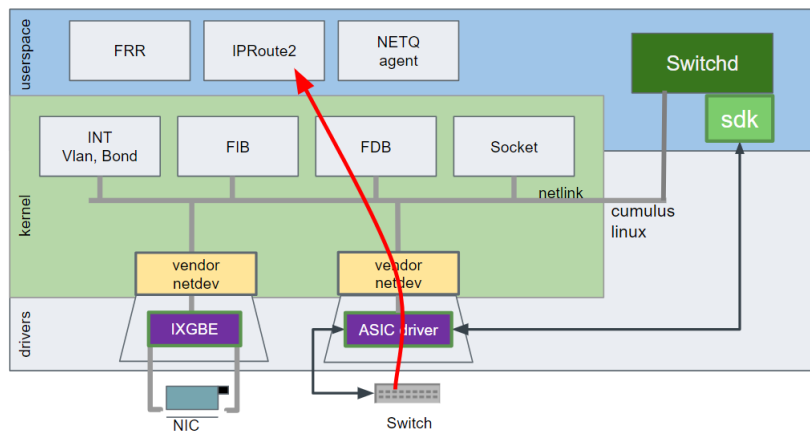 userspace
FRR
IPRoute2
NETQ
agent
Switchd
sdk
kernel
INT
Vlan, Bond
FIB
FDB
Socket
netlink
cumulus
linux
vendor
netdev
vendor
netdev
drivers
IXGBE
ASIC driver
NIC
Switch